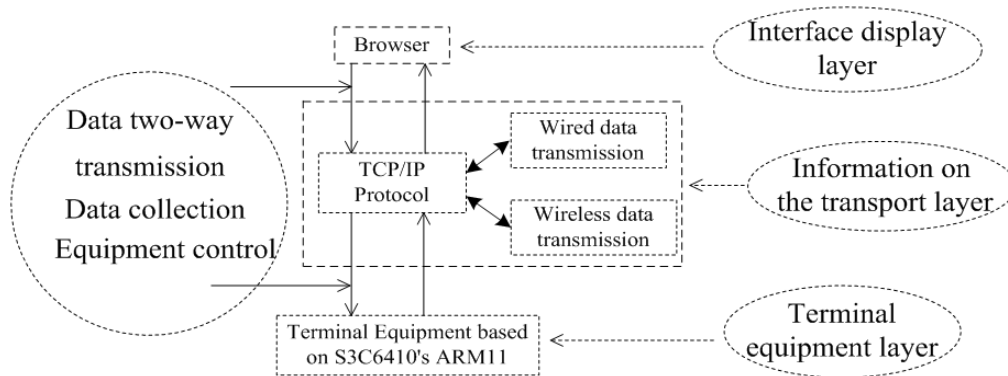 Browser
Interface display
layer
Data two-way
transmission
Data collection
Equipment control
TCP/IP
Protocol
Wired data
transmission
Wireless data
transmission
Information on
the transport layer
Terminal Equipment based
on S3C6410's ARM11
Terminal
equipment layer